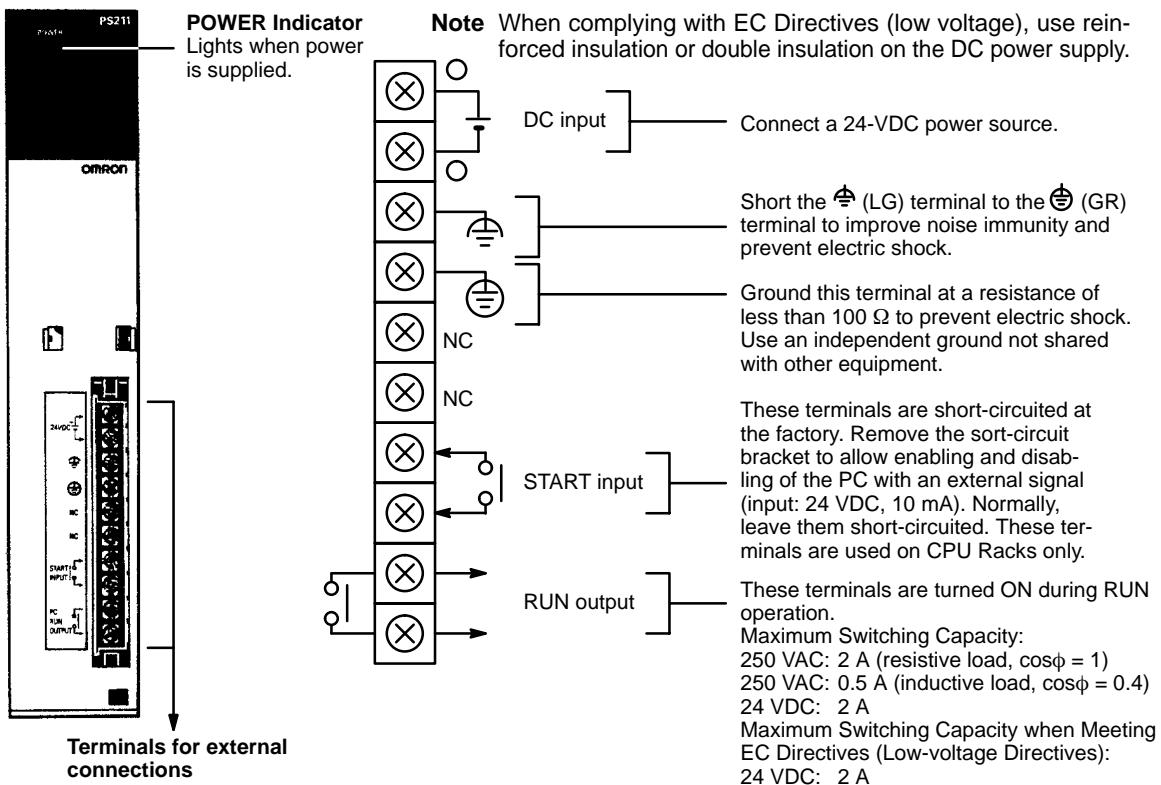 PS211
POWER
OMRON
24VDC
NC
NC
START
INPUT
PC
RUN
OUTPUT
POWER Indicator
Lights when power
is supplied.
Terminals for external
connections
Note When complying with EC Directives (low voltage), use rein-
forced insulation or double insulation on the DC power supply.
DC input
Connect a 24-VDC power source.
Short the (LG) terminal to the (GR)
terminal to improve noise immunity and
prevent electric shock.
Ground this terminal at a resistance of
less than 100 Ω to prevent electric shock.
Use an independent ground not shared
with other equipment.
NC
NC
START input
These terminals are short-circuited at
the factory. Remove the sort-circuit
bracket to allow enabling and disab-
ling of the PC with an external signal
(input: 24 VDC, 10 mA). Normally,
leave them short-circuited. These ter-
minals are used on CPU Racks only.
RUN output
These terminals are turned ON during RUN
operation.
Maximum Switching Capacity:
250 VAC: 2 A (resistive load, cosϕ = 1)
250 VAC: 0.5 A (inductive load, cosϕ = 0.4)
24 VDC: 2 A
Maximum Switching Capacity when Meeting
EC Directives (Low-voltage Directives):
24 VDC: 2 A